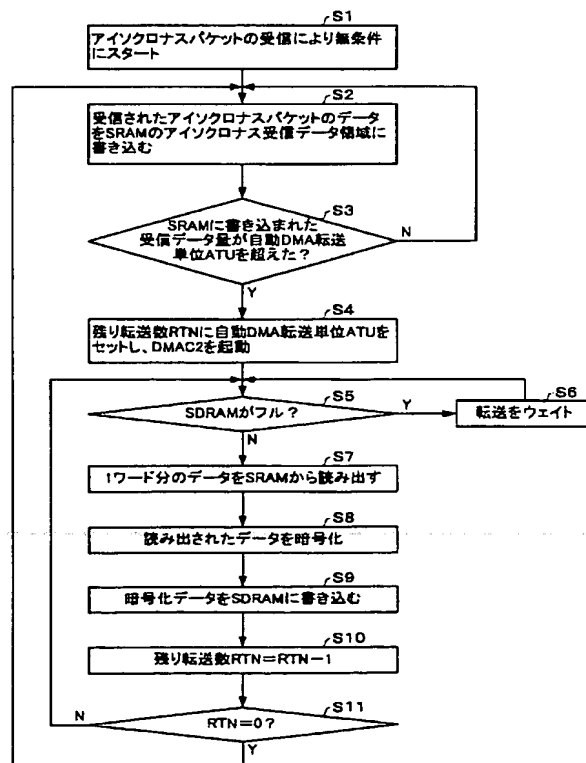 S1
アイソクロナスパケットの受信により無条件
にスタート
S2
受信されたアイソクロナスパケットのデータ
をSRAMのアイソクロナス受信データ領域に
書き込む
S3
SRAMに書き込まれた
受信データ量が自動DMA転送
単位ATUを超えた?
N
Y
S4
残り転送数RTNに自動DMA転送単位ATUを
セットし、DMAC2を起動
S5
SDRAMがフル?
Y
S6
転送をウェイト
N
S7
1ワード分のデータをSRAMから読み出す
S8
読み出されたデータを暗号化
S9
暗号化データをSDRAMに書き込む
S10
残り転送数RTN=RTN-1
S11
N
RTN=0?
Y